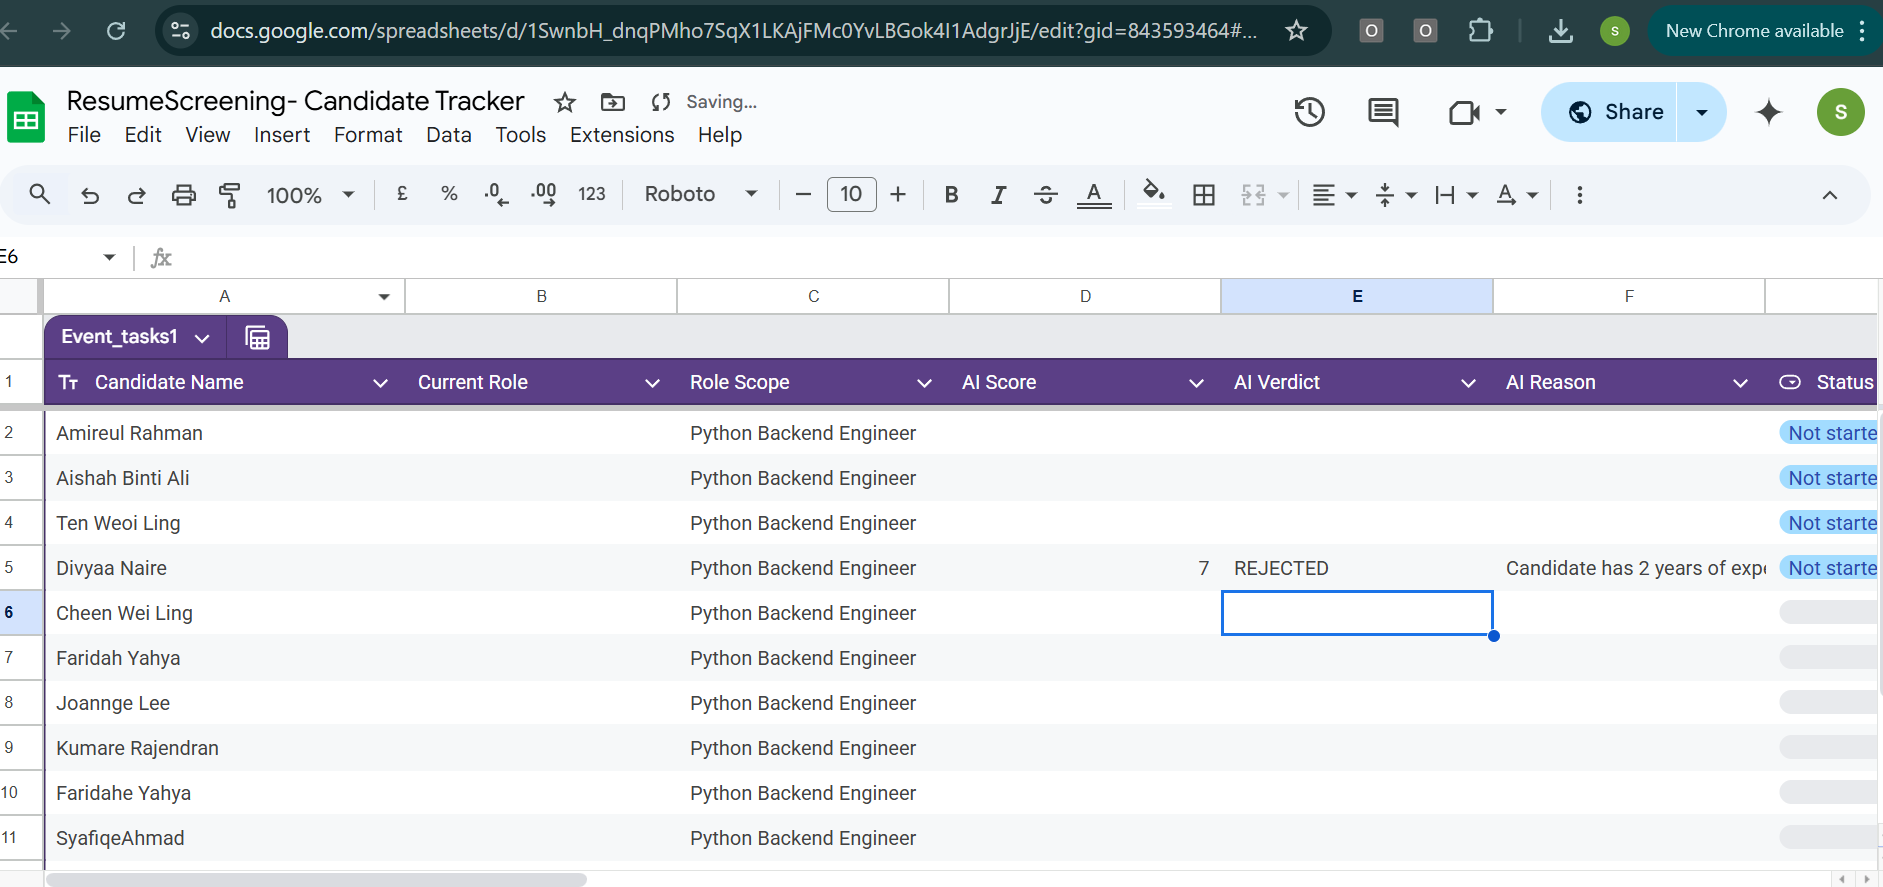 docs.google.com/spreadsheets/d/1SwnbH_dnqPMho7SqX1LKAjFMc0YvLBGok4I1AdgrJjE/edit?gid=843593464#...
O
O
s
New Chrome available
ResumeScreening- Candidate Tracker
Saving...
File Edit View Insert Format Data Tools Extensions Help
Share
S
100%
£ % .0 .00 123
Roboto
10
B I S A
E6
fx
A B C D E F
Event_tasks1
1 Tт Candidate Name Current Role Role Scope AI Score AI Verdict AI Reason Status
2 Amireul Rahman Python Backend Engineer Not starte
3 Aishah Binti Ali Python Backend Engineer Not starte
4 Ten Weoi Ling Python Backend Engineer Not starte
5 Divyaa Naire Python Backend Engineer 7 REJECTED Candidate has 2 years of expe Not starte
6 Cheen Wei Ling Python Backend Engineer
7 Faridah Yahya Python Backend Engineer
8 Joannge Lee Python Backend Engineer
9 Kumare Rajendran Python Backend Engineer
10 Faridahe Yahya Python Backend Engineer
11 SyafiqeAhmad Python Backend Engineer